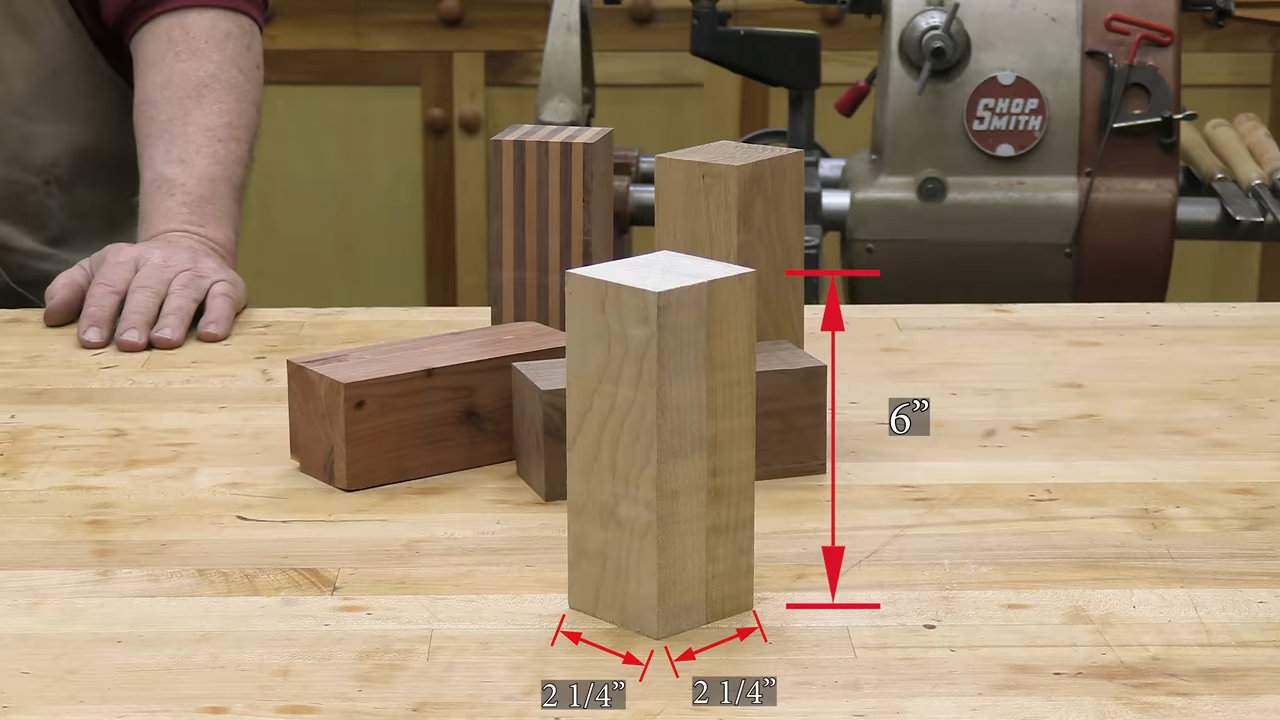 SHOP
SMITH
6”
2 1/4”
2 1/4”